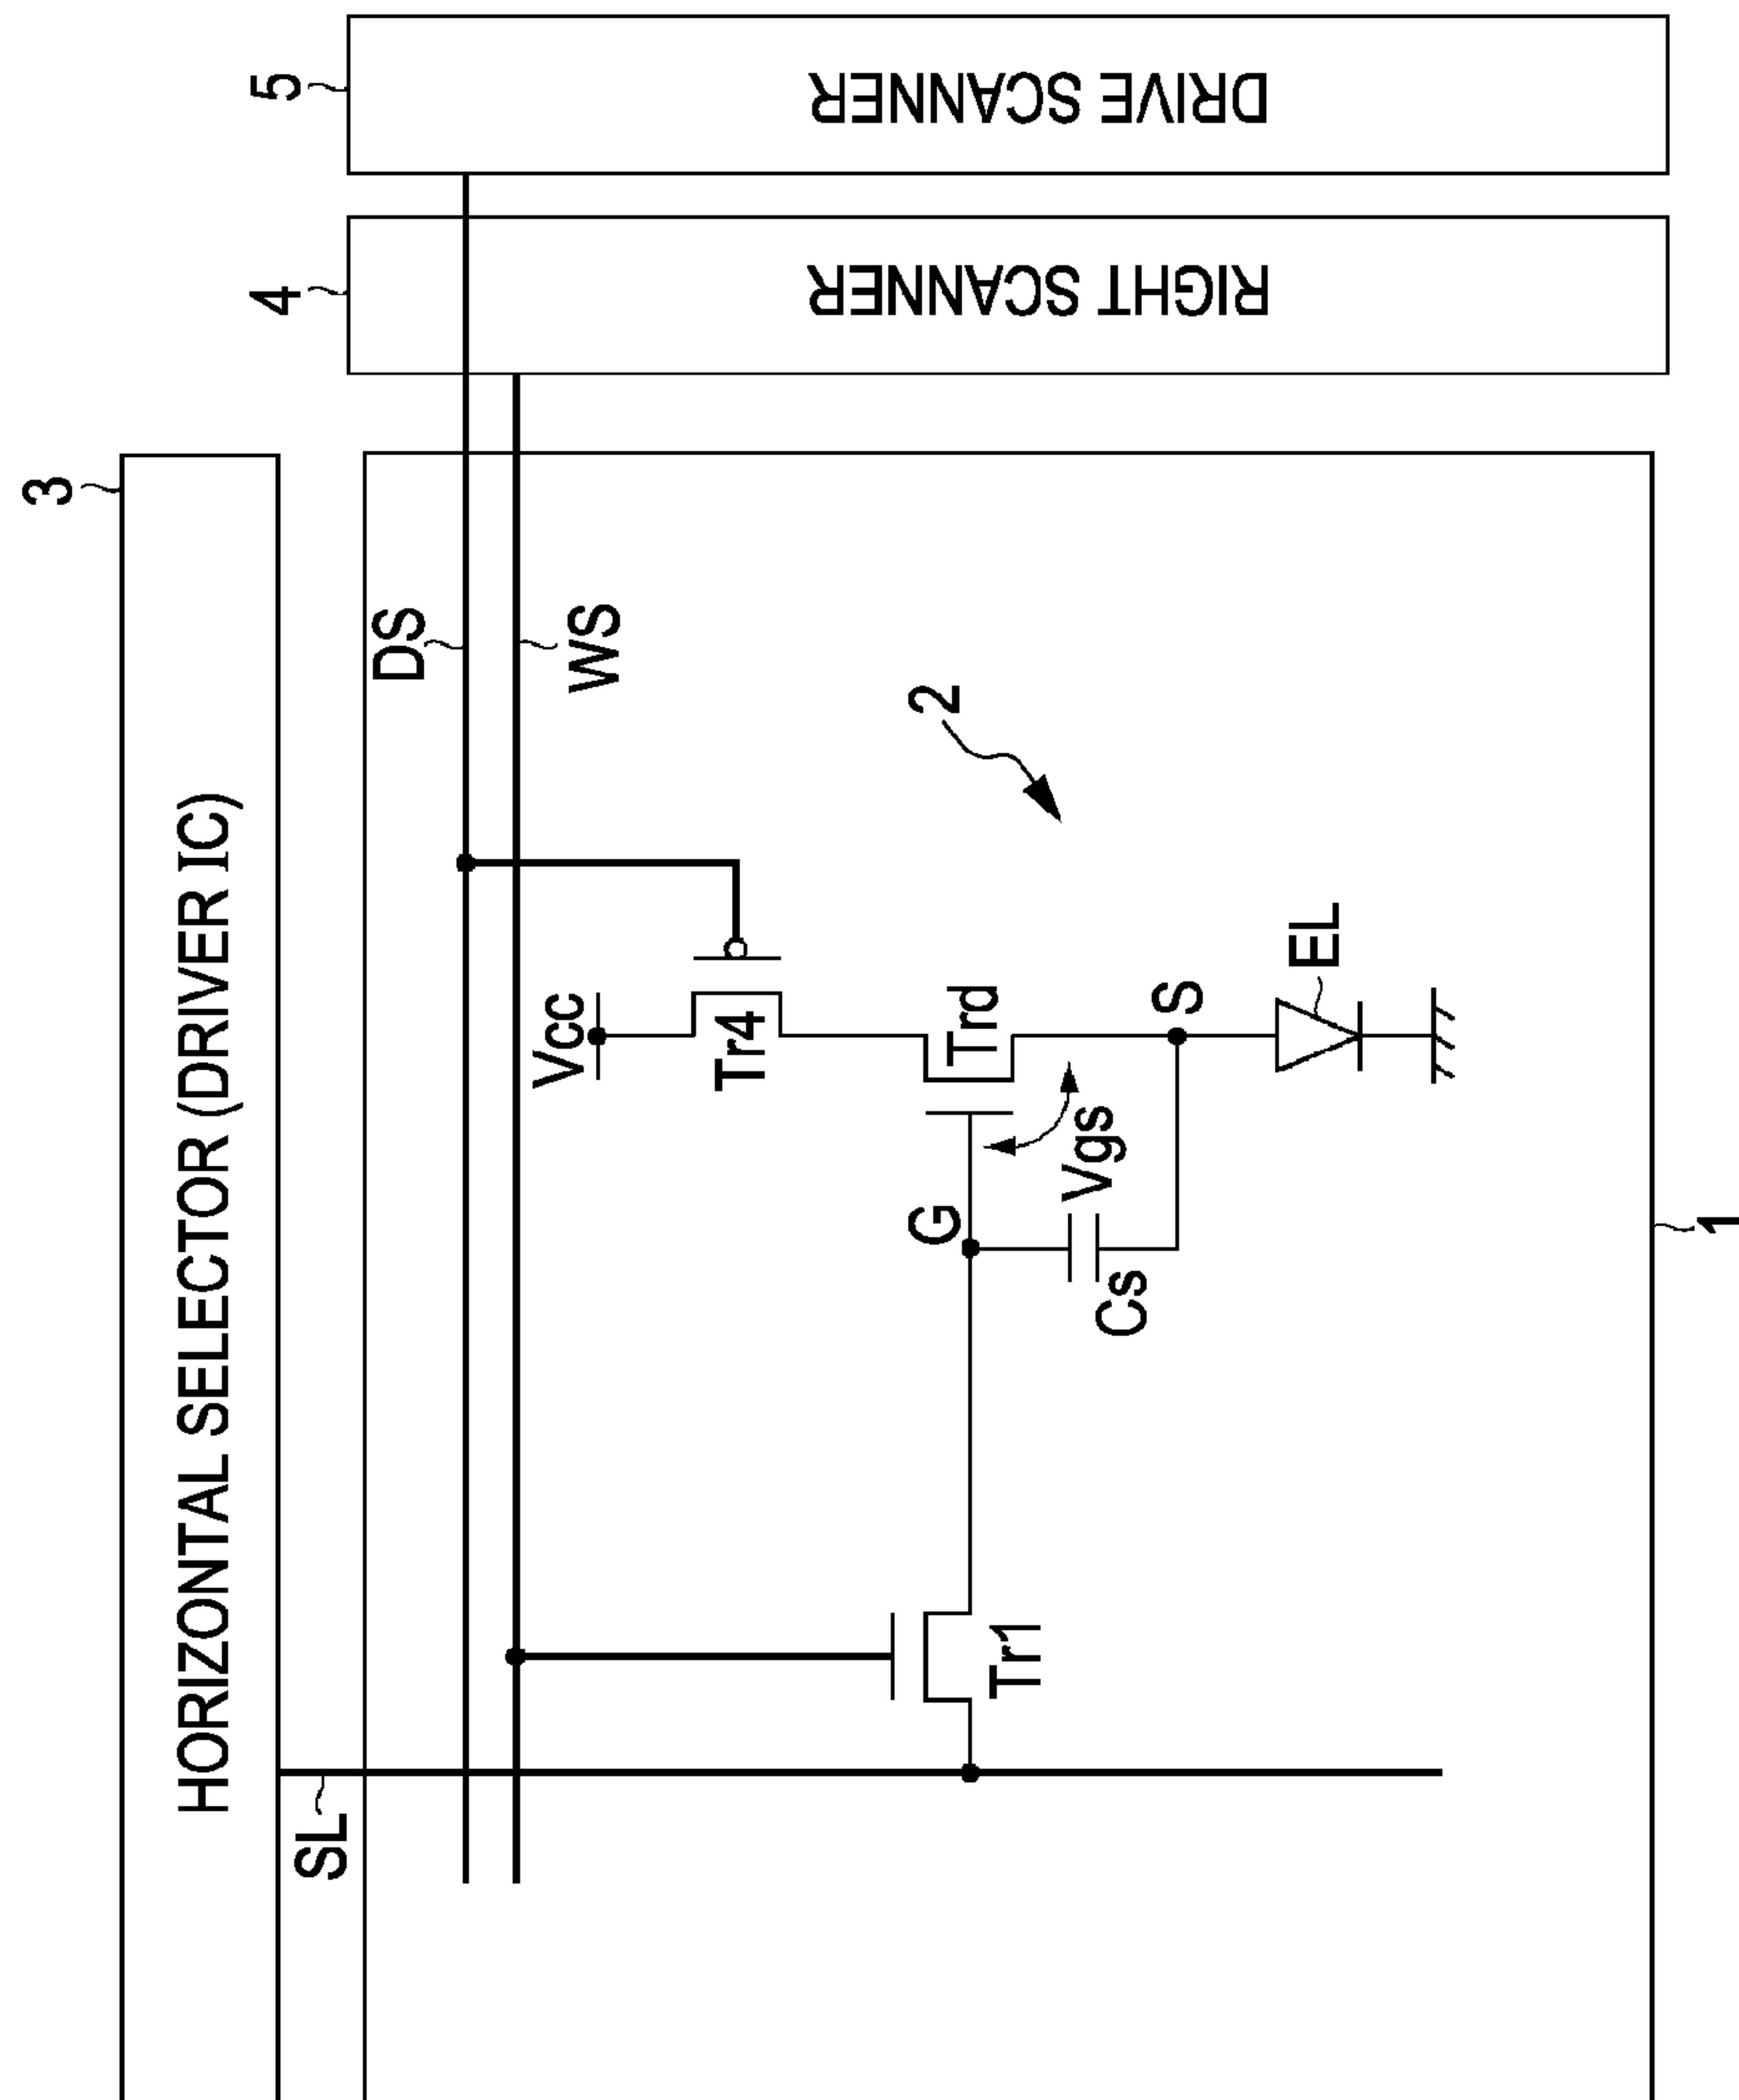 5
DRIVE SCANNER
4
RIGHT SCANNER
3
HORIZONTAL SELECTOR (DRIVER IC)
DS
WS
2
Vcc
Tr4
Trd
S
EL
Vgs
G
Cs
Tr1
SL
1